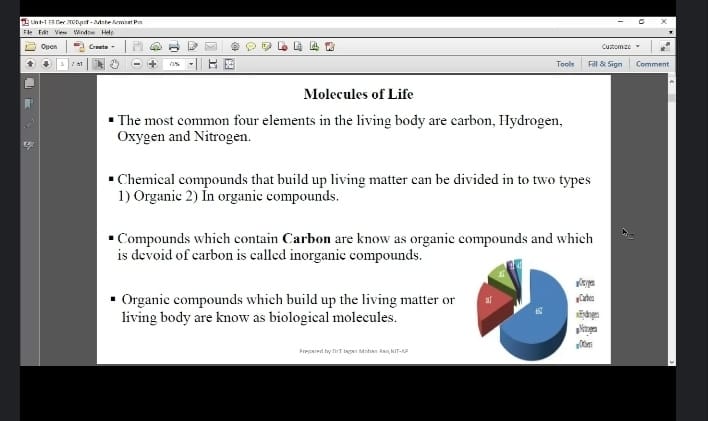 Unit-1 18 Dec 2020.pdf - Adobe Acrobat Pro
File Edit View Window Help
Open Create Customize
/ 61 Tools Fill & Sign Comment
Molecules of Life
▪ The most common four elements in the living body are carbon, Hydrogen,
Oxygen and Nitrogen.
▪ Chemical compounds that build up living matter can be divided in to two types
1) Organic 2) In organic compounds.
▪ Compounds which contain Carbon are know as organic compounds and which
is devoid of carbon is called inorganic compounds.
▪ Organic compounds which build up the living matter or
living body are know as biological molecules.
Oxygen
Carbon
Hydrogen
Nitrogen
Others
Prepared by Dr.T Jagan Mohan Rao, NIT-AP